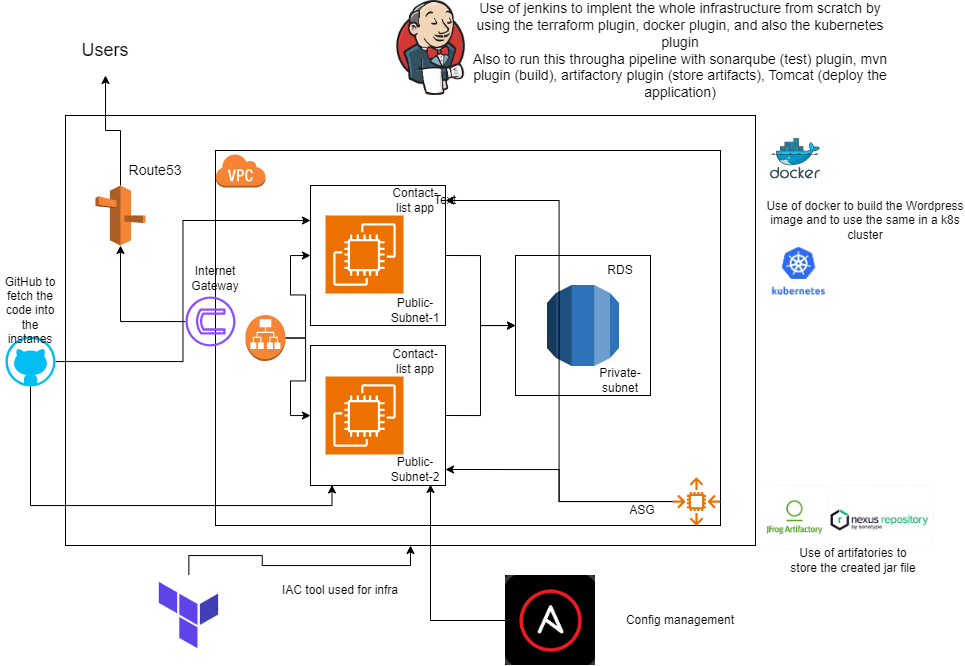 Use of jenkins to implent the whole infrastructure from scratch by
using the terraform plugin, docker plugin, and also the kubernetes
plugin
Also to run this througha pipeline with sonarqube (test) plugin, mvn
plugin (build), artifactory plugin (store artifacts), Tomcat (deploy the
application)
Users
Route53
VPC
docker
Use of docker to build the Wordpress
image and to use the same in a k8s
cluster
kubernetes
Contact-
list app
Text
Public-
Subnet-1
Internet
Gateway
RDS
Private-
subnet
GitHub to
fetch the
code into
the
instanes
Contact-
list app
Public-
Subnet-2
ASG
JFrog Artifactory
nexus repository
by sonatype
Use of artifatories to
store the created jar file
IAC tool used for infra
Config management